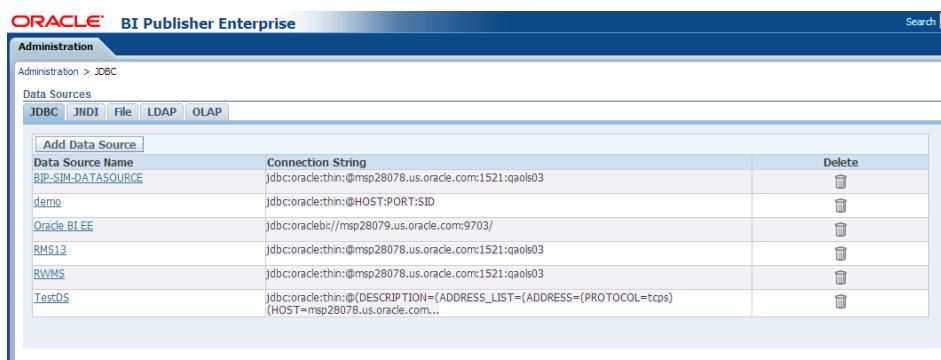 ORACLE BI Publisher Enterprise Search
Administration
Administration > JDBC
Data Sources
JDBC JNDI File LDAP OLAP
Add Data Source
Data Source Name Connection String Delete
BIP-SIM-DATASOURCE jdbc:oracle:thin:@msp28078.us.oracle.com:1521:qaols03
demo jdbc:oracle:thin:@HOST:PORT:SID
Oracle BI EE jdbc:oraclebi://msp28079.us.oracle.com:9703/
RMS13 jdbc:oracle:thin:@msp28078.us.oracle.com:1521:qaols03
RWMS jdbc:oracle:thin:@msp28078.us.oracle.com:1521:qaols03
TestDS jdbc:oracle:thin:@(DESCRIPTION=(ADDRESS_LIST=(ADDRESS=(PROTOCOL=tcps)
(HOST=msp28078.us.oracle.com...